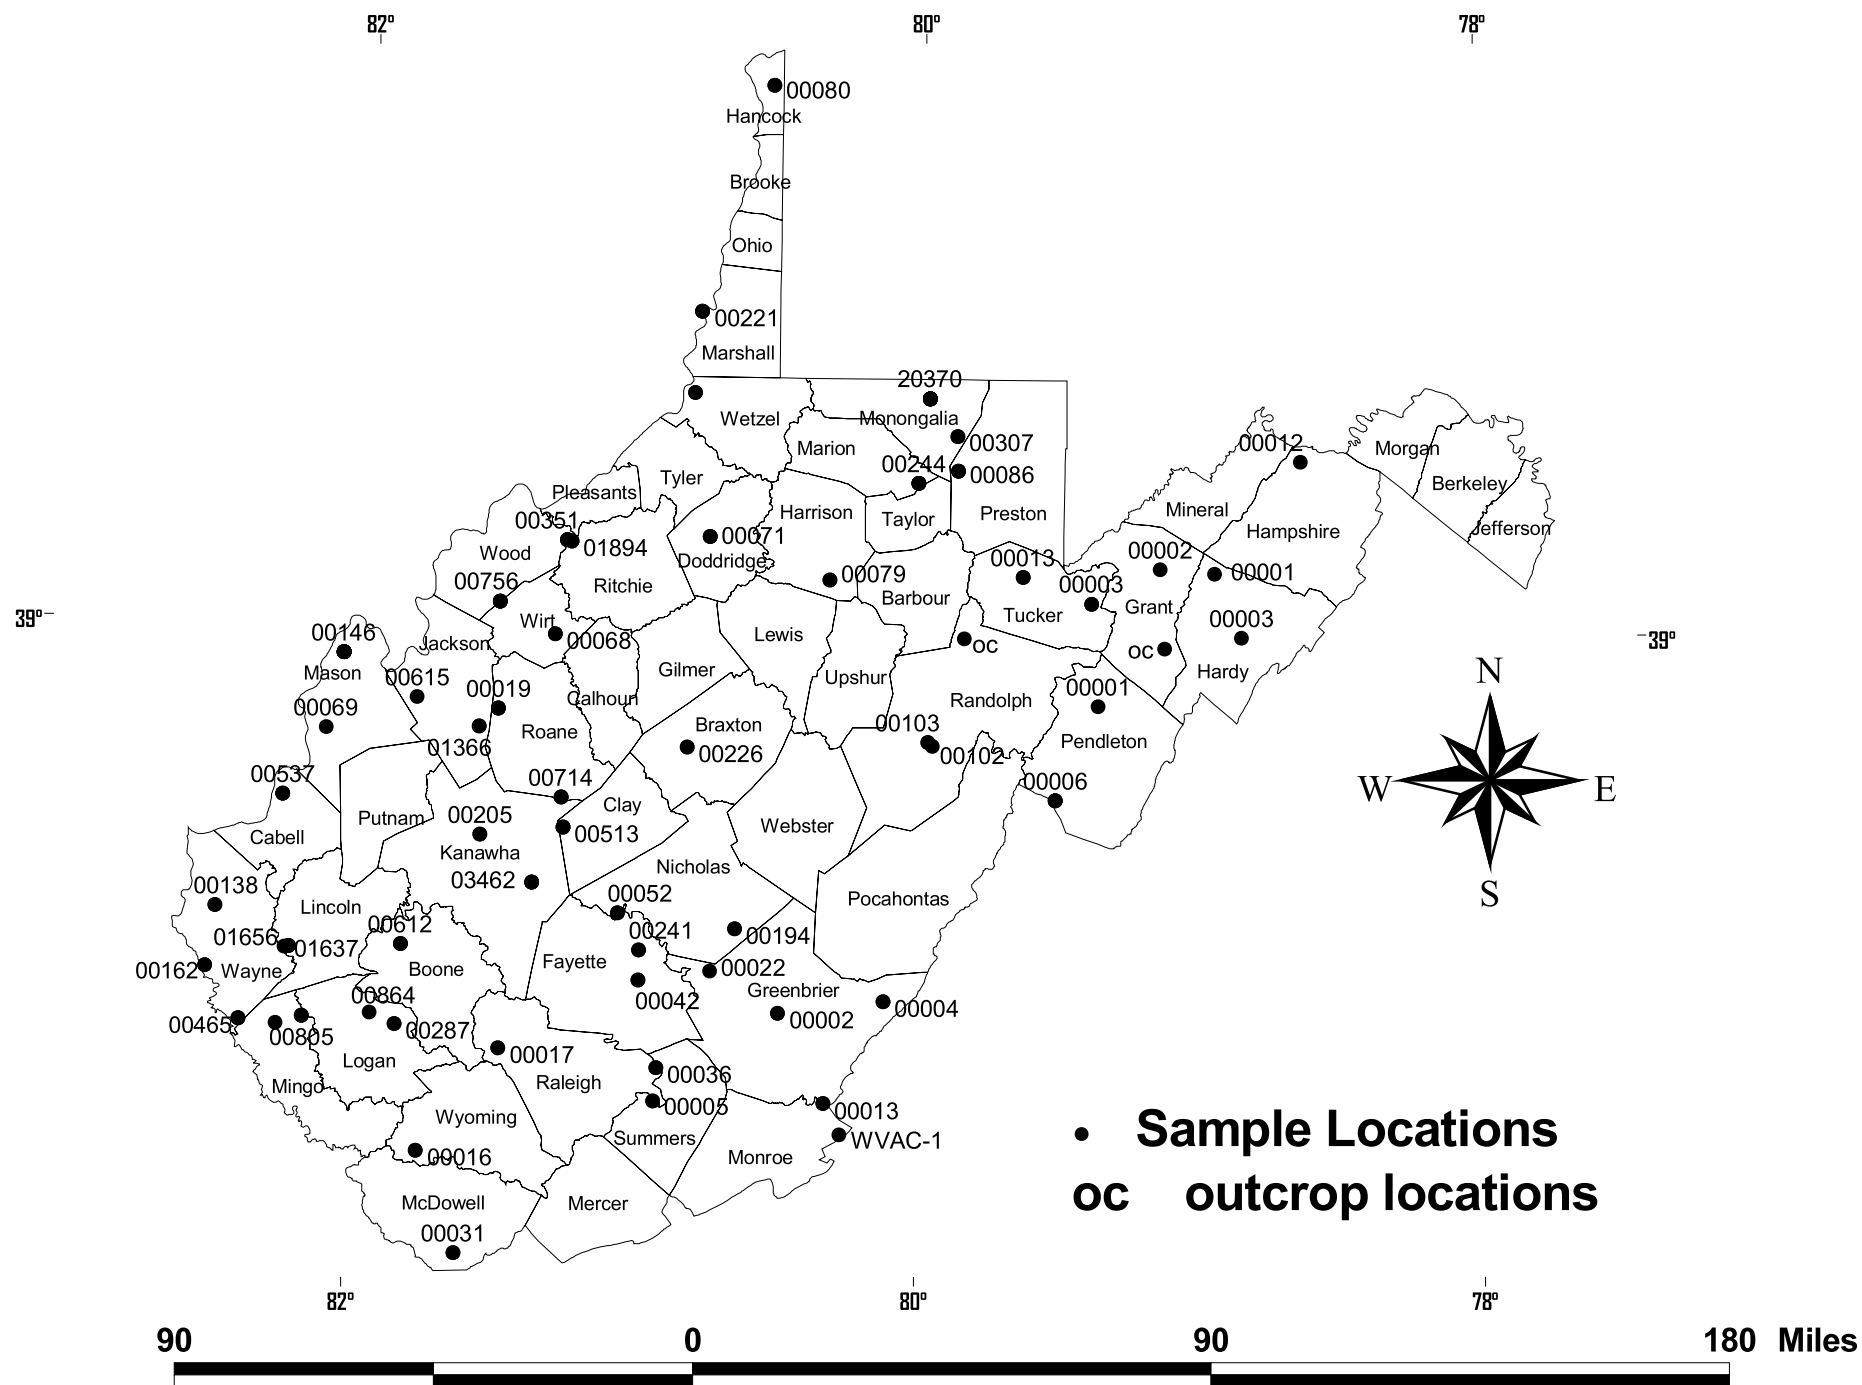 82° 80° 78°
00080
Hancock
Brooke
Ohio
00221
Marshall
20370
Wetzel Monongalia
00307
Marion
00012
Morgan
00244
00086
Tyler
Berkeley
Pleasants
Harrison Taylor Preston
Mineral
Hampshire
Jefferson
00351
01894
Wood
00071
Doddridge
00013
00002
00756
Ritchie
00079
00003
00001
Barbour
Tucker
Grant
39° 39°
Wirt
00068
00146
Jackson
Lewis
oc
oc
00003
Mason
00615
00019
Calhoun
Gilmer
Upshur
Randolph
00001
Hardy
N
00069
01366
Roane
Braxton
00226
00103
00102
Pendleton
00537
00714
00006
W E
Putnam
Clay
Webster
Cabell
00205
Kanawha
00513
Nicholas
S
00138
03462
00052
Pocahontas
Lincoln
00612
01656
01637
00241
00194
00162
Wayne
Boone
Fayette
00022
00864
00042
Greenbrier
00465
00805
00287
00002
00004
Logan
00017
Mingo
Raleigh
00036
00005
00013
Wyoming
Summers
WVAC-1
00016
Monroe
Sample Locations
McDowell
Mercer
oc outcrop locations
00031
82° 80° 78°
90 0 90 180 Miles